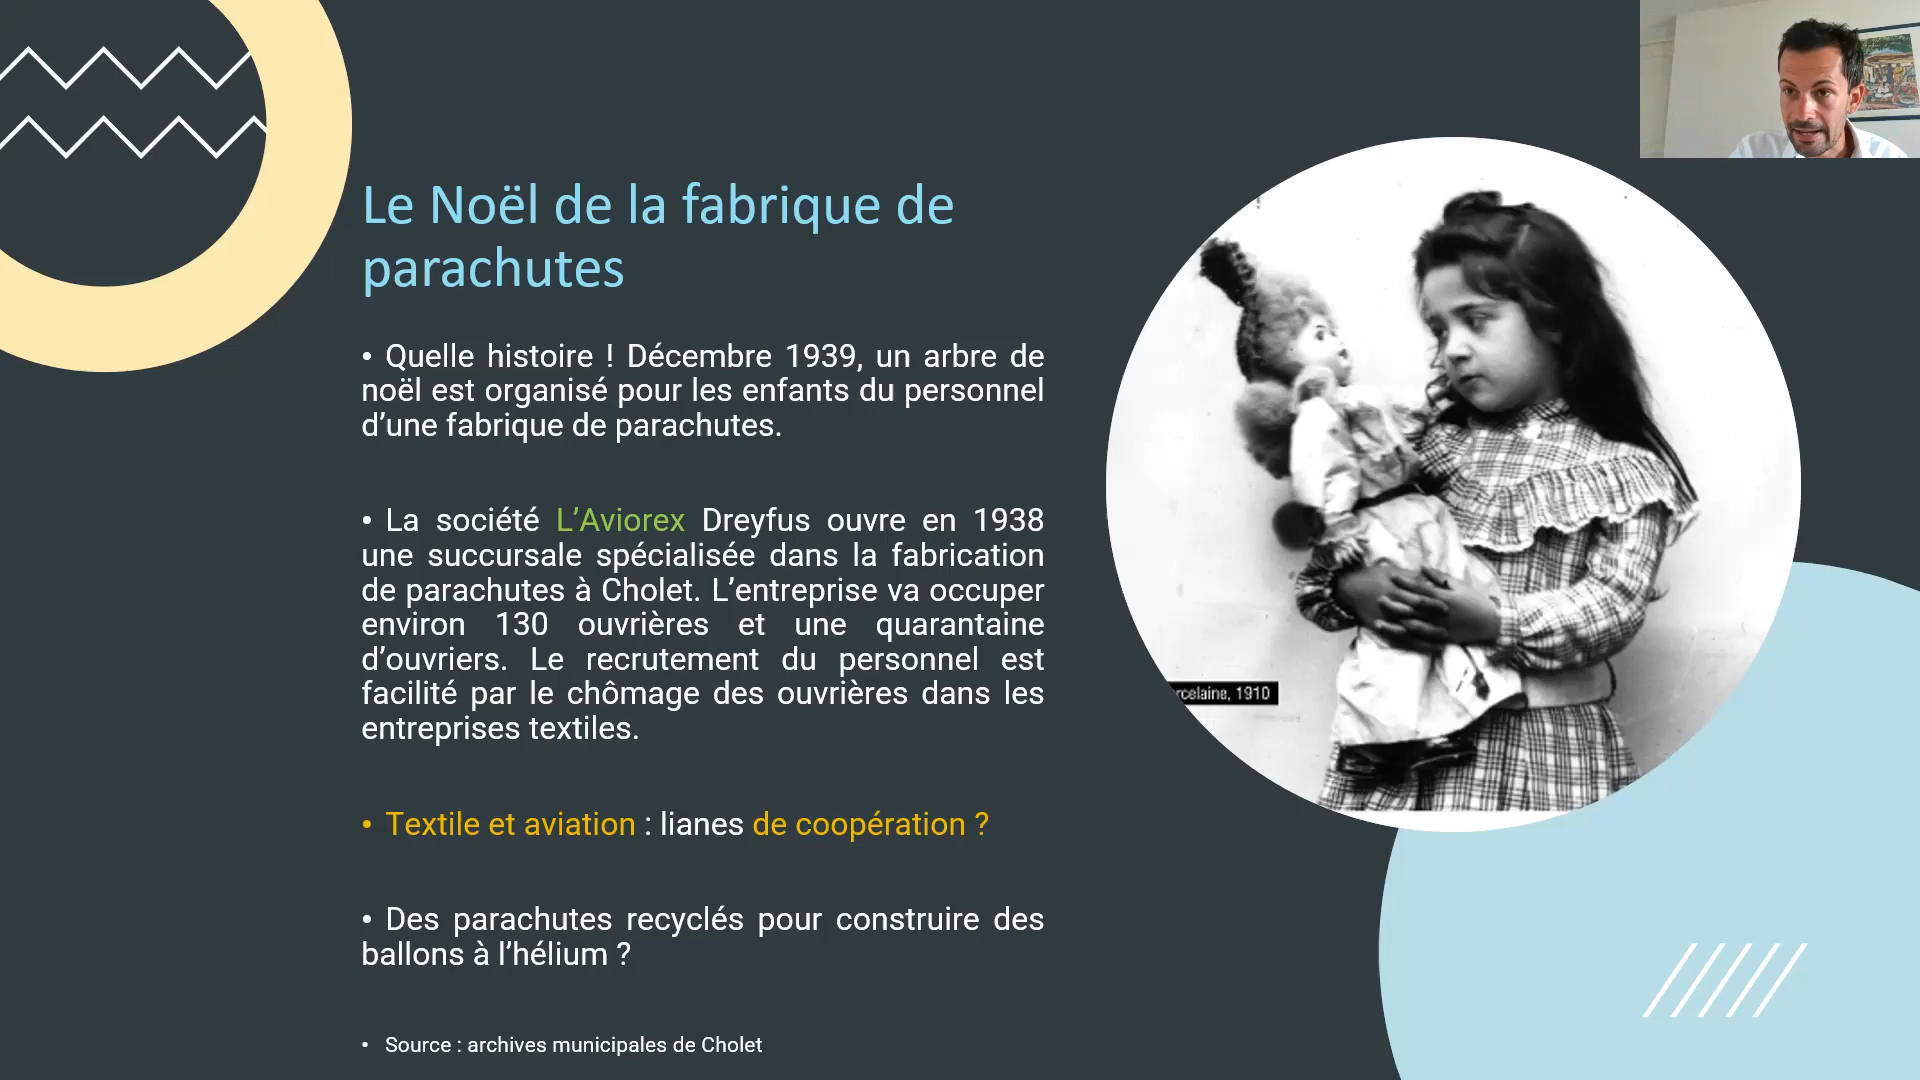 Le Noël de la fabrique de
parachutes
• Quelle histoire ! Décembre 1939, un arbre de
noël est organisé pour les enfants du personnel
d’une fabrique de parachutes.
• La société L’Aviorex Dreyfus ouvre en 1938
une succursale spécialisée dans la fabrication
de parachutes à Cholet. L’entreprise va occuper
environ 130 ouvrières et une quarantaine
d’ouvriers. Le recrutement du personnel est
facilité par le chômage des ouvrières dans les
entreprises textiles.
• Textile et aviation : lianes de coopération ?
• Des parachutes recyclés pour construire des
ballons à l’hélium ?
• Source : archives municipales de Cholet
rcelaine, 1910